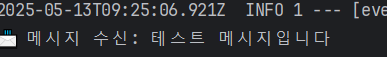 2025-05-13T09:25:06.921Z  INFO 1 --- [eve
📩 메시지 수신: 테스트 메시지입니다